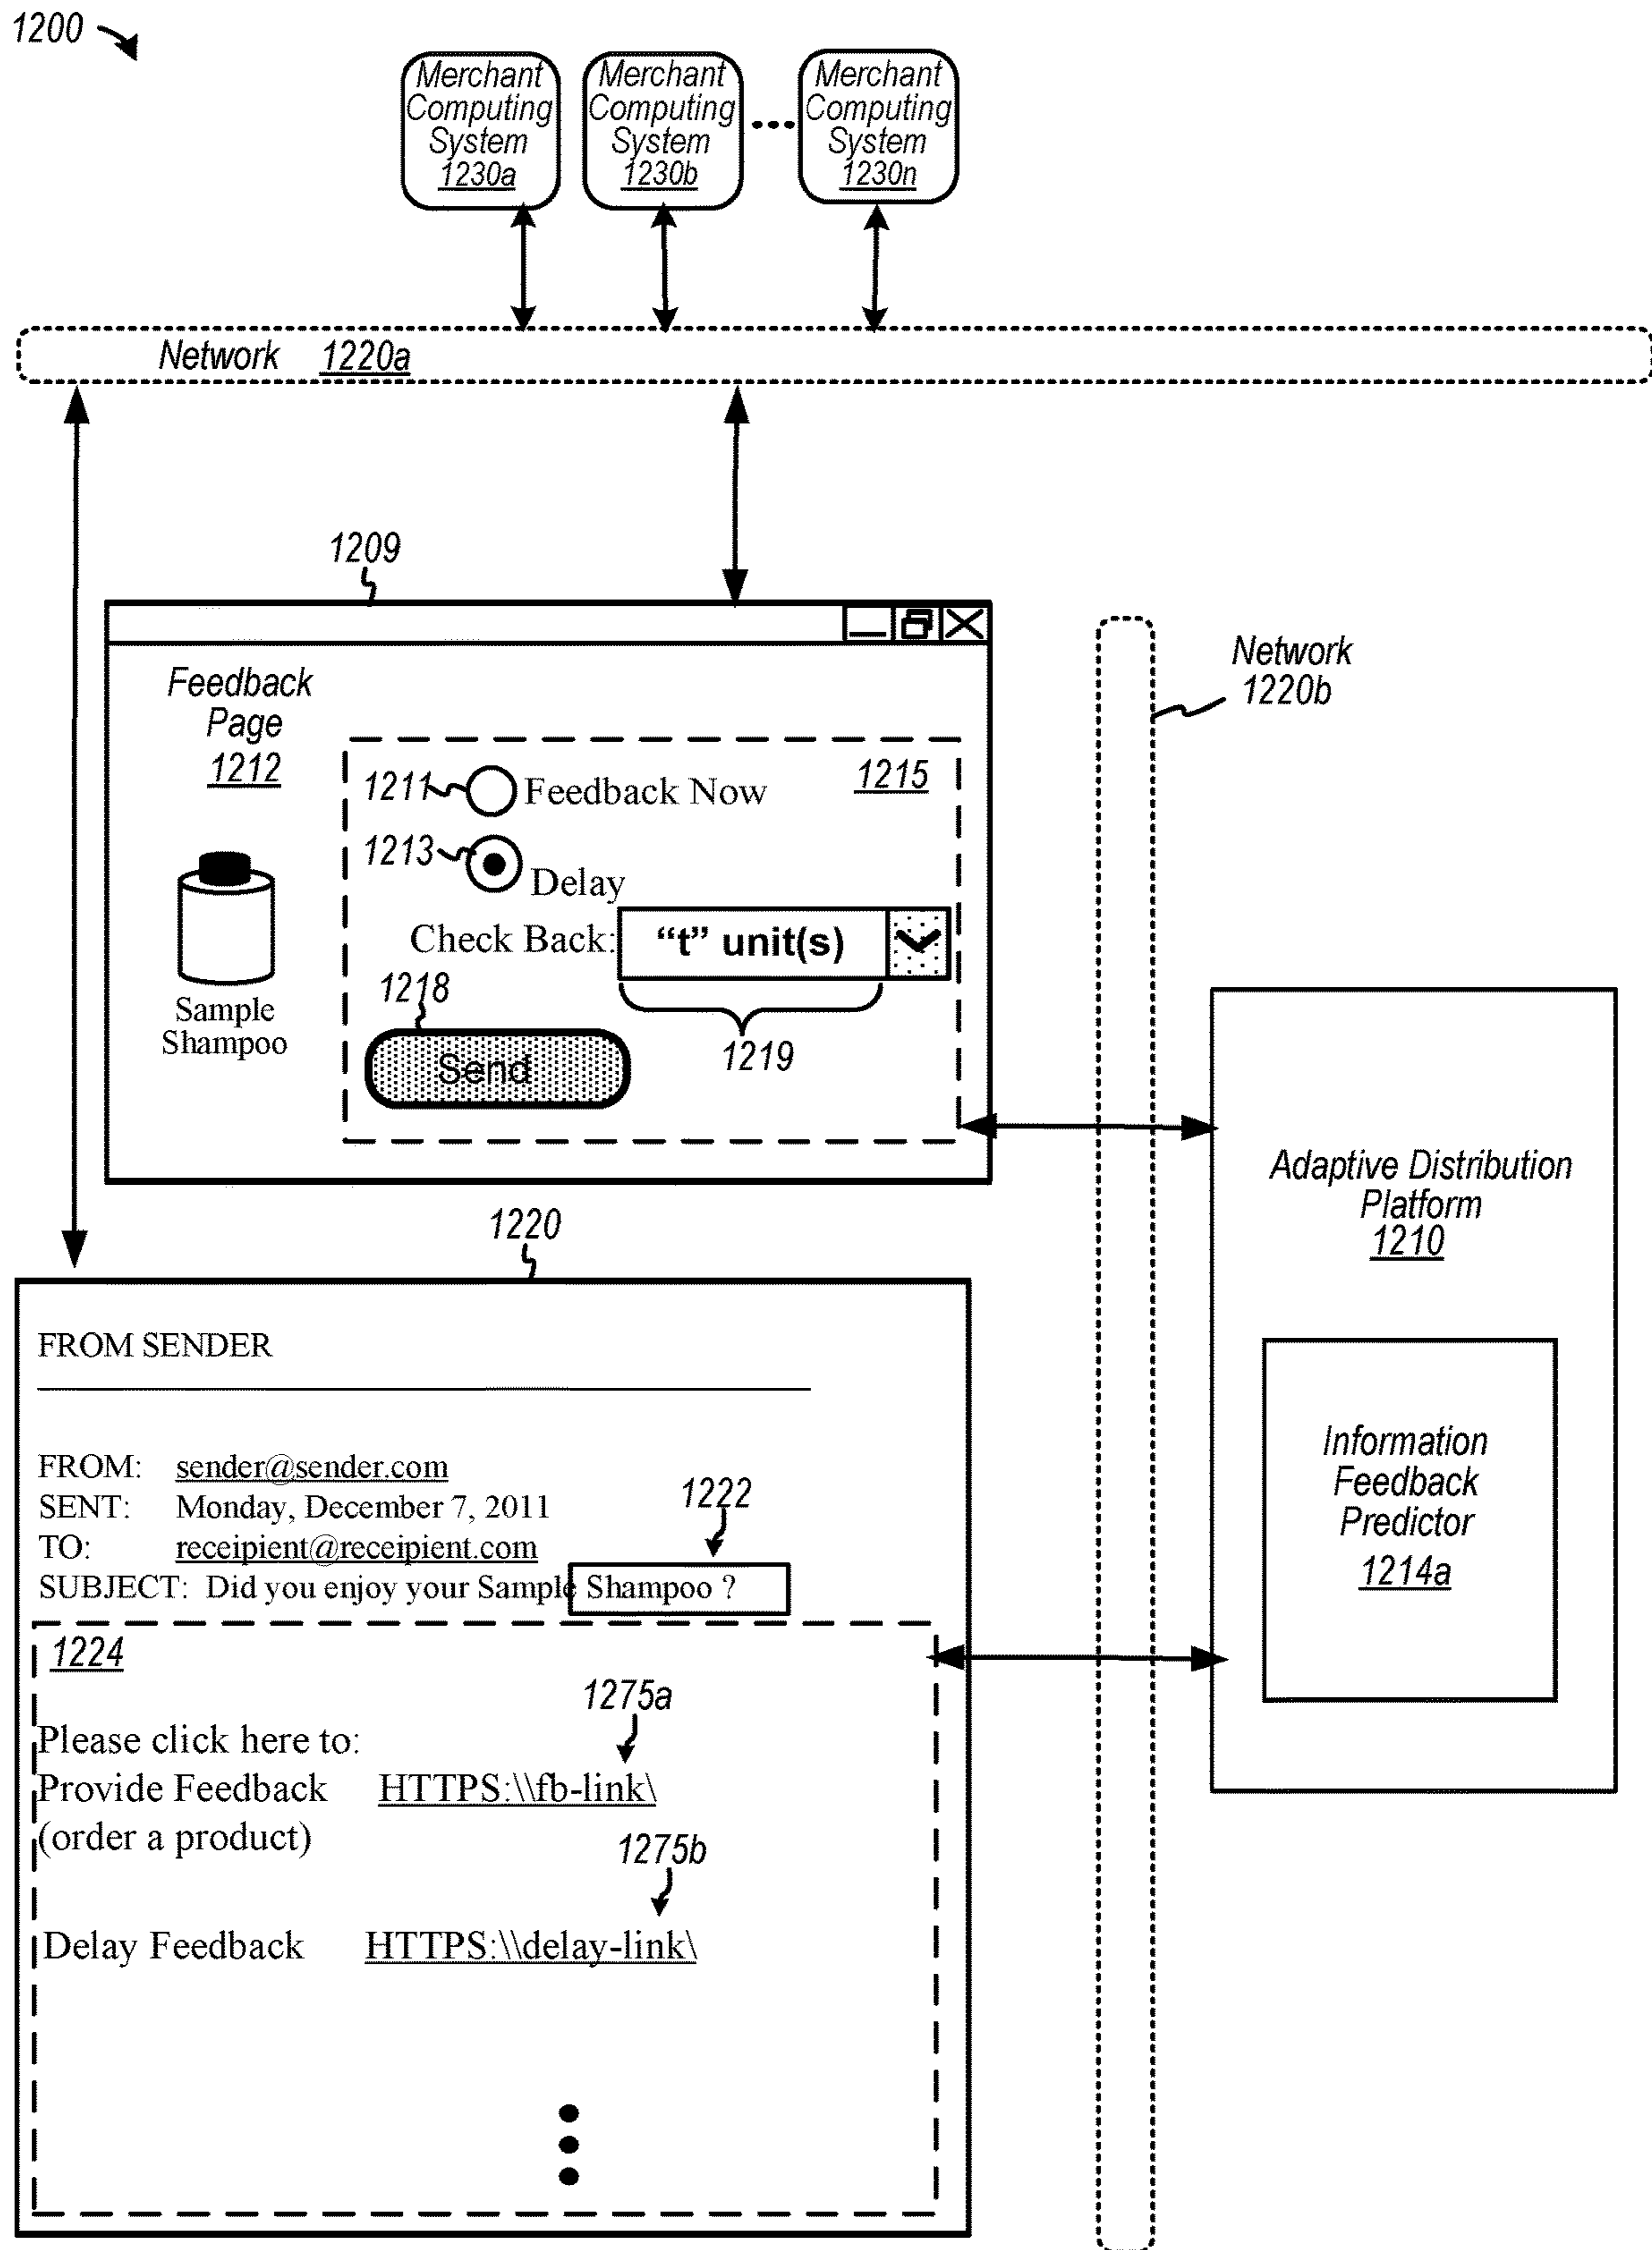 1200
Merchant
Computing
System
1230a
Merchant
Computing
System
1230b
Merchant
Computing
System
1230n
Network 1220a
1209
Network
1220b
Feedback
Page
1212
1215
1211
Feedback Now
1213
Delay
Check Back:
“t” unit(s)
1218
Sample
Shampoo
Send
1219
Adaptive Distribution
Platform
1210
Information
Feedback
Predictor
1214a
1220
FROM SENDER
FROM: sender@sender.com
SENT: Monday, December 7, 2011
1222
TO: receipient@receipient.com
SUBJECT: Did you enjoy your Sample Shampoo ?
1224
1275a
Please click here to:
Provide Feedback HTTPS:\\fb-link\
(order a product)
1275b
Delay Feedback HTTPS:\\delay-link\